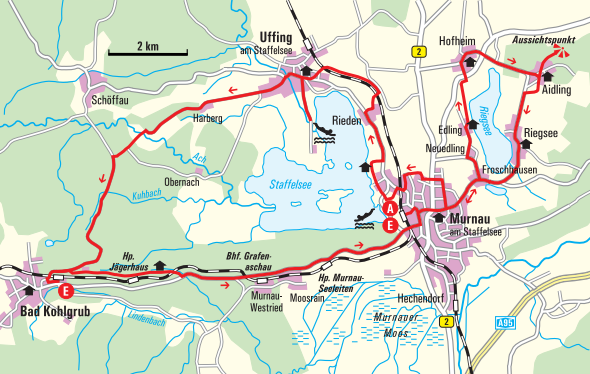 2 km
Uffing
am Staffelsee
2
Hofheim
Aussichtspunkt
Schöffau
Aidling
Harberg
Rieden
Riegsee
Edling
Riegsee
Neuedling
Ach
Obernach
Kuhbach
Staffelsee
Froschhausen
A
E
Murnau
am Staffelsee
Hp.
Jägerhaus
Bhf. Grafen-
aschau
Hp. Murnau-
Seeleiten
E
Bad Kohlgrub
Lindenbach
Murnau-
Westried
Moosrain
Hechendorf
Murnauer
Moos
2
A95